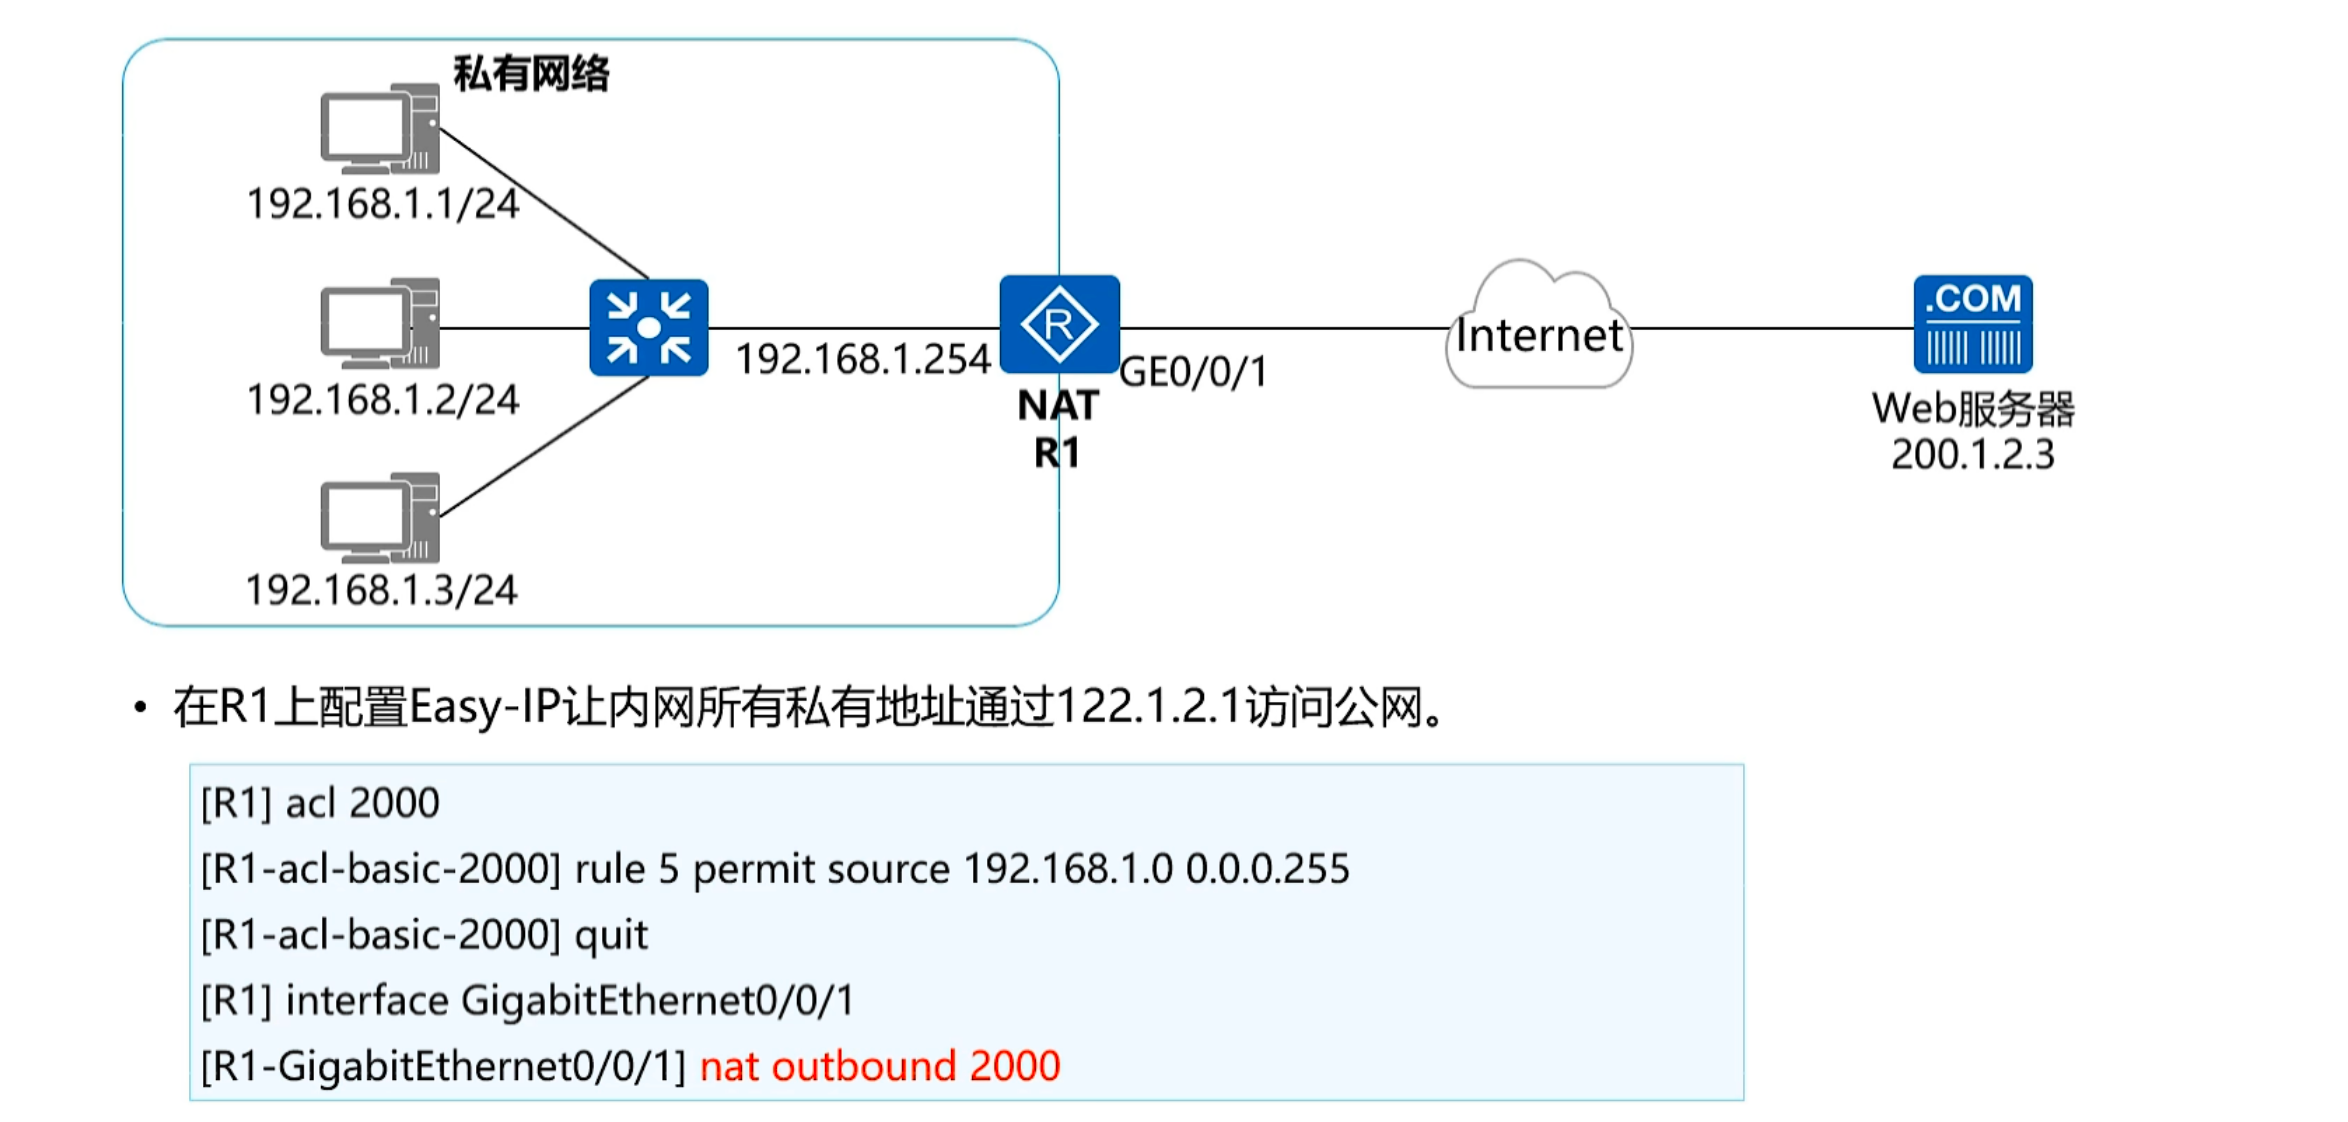 私有网络
192.168.1.1/24
192.168.1.2/24
192.168.1.3/24
192.168.1.254
R
NAT
R1
GE0/0/1
Internet
.COM
Web服务器
200.1.2.3
• 在R1上配置Easy-IP让内网所有私有地址通过122.1.2.1访问公网。
[R1] acl 2000
[R1-acl-basic-2000] rule 5 permit source 192.168.1.0 0.0.0.255
[R1-acl-basic-2000] quit
[R1] interface GigabitEthernet0/0/1
[R1-GigabitEthernet0/0/1] nat outbound 2000